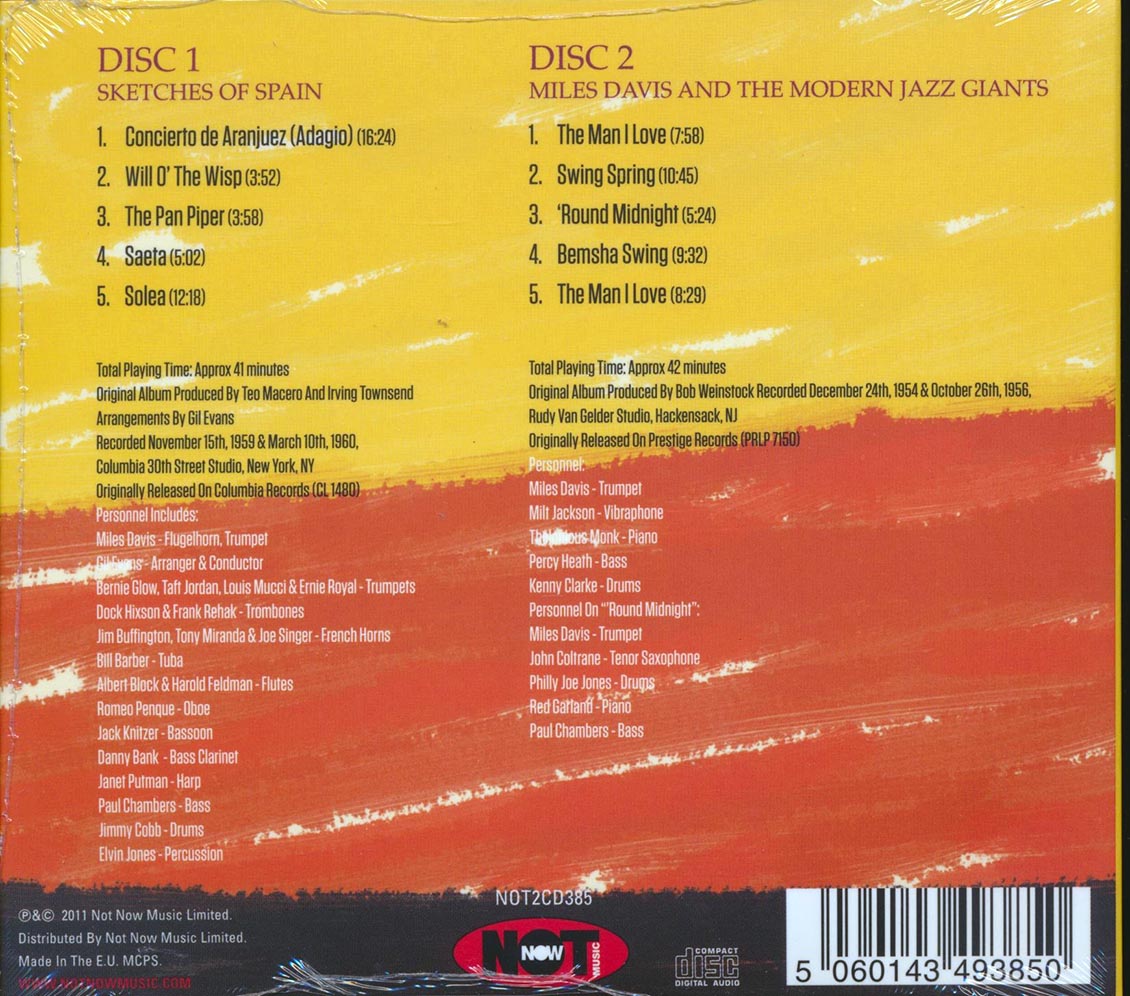 DISC 1
SKETCHES OF SPAIN
1. Concierto de Aranjuez (Adagio) (16:24)
2. Will O' The Wisp (3:52)
3. The Pan Piper (3:58)
4. Saeta (5:02)
5. Solea (12:18)
Total Playing Time: Approx 41 minutes
Original Album Produced By Teo Macero And Irving Townsend
Arrangements By Gil Evans
Recorded November 15th, 1959 & March 10th, 1960,
Columbia 30th Street Studio, New York, NY
Originally Released On Columbia Records (CL 1480)
Personnel Includes:
Miles Davis - Flugelhorn, Trumpet
Gil Evans - Arranger & Conductor
Bernie Glow, Taft Jordan, Louis Mucci & Ernie Royal - Trumpets
Dock Hixson & Frank Rehak - Trombones
Jim Buffington, Tony Miranda & Joe Singer - French Horns
Bill Barber - Tuba
Albert Block & Harold Feldman - Flutes
Romeo Penque - Oboe
Jack Knitzer - Bassoon
Danny Bank - Bass Clarinet
Janet Putman - Harp
Paul Chambers - Bass
Jimmy Cobb - Drums
Elvin Jones - Percussion
DISC 2
MILES DAVIS AND THE MODERN JAZZ GIANTS
1. The Man I Love (7:58)
2. Swing Spring (10:45)
3. 'Round Midnight (5:24)
4. Bemsha Swing (9:32)
5. The Man I Love (8:29)
Total Playing Time: Approx 42 minutes
Original Album Produced By Bob Weinstock Recorded December 24th, 1954 & October 26th, 1956,
Rudy Van Gelder Studio, Hackensack, NJ
Originally Released On Prestige Records (PRLP 7150)
Personnel:
Miles Davis - Trumpet
Milt Jackson - Vibraphone
Thelonious Monk - Piano
Percy Heath - Bass
Kenny Clarke - Drums
Personnel On "'Round Midnight":
Miles Davis - Trumpet
John Coltrane - Tenor Saxophone
Philly Joe Jones - Drums
Red Garland - Piano
Paul Chambers - Bass
℗&© 2011 Not Now Music Limited.
Distributed By Not Now Music Limited.
Made In The E.U. MCPS.
WWW.NOTNOWMUSIC.COM
NOT2CD385
NOT NOW MUSIC
COMPACT
disc
DIGITAL AUDIO
5 060143 493850